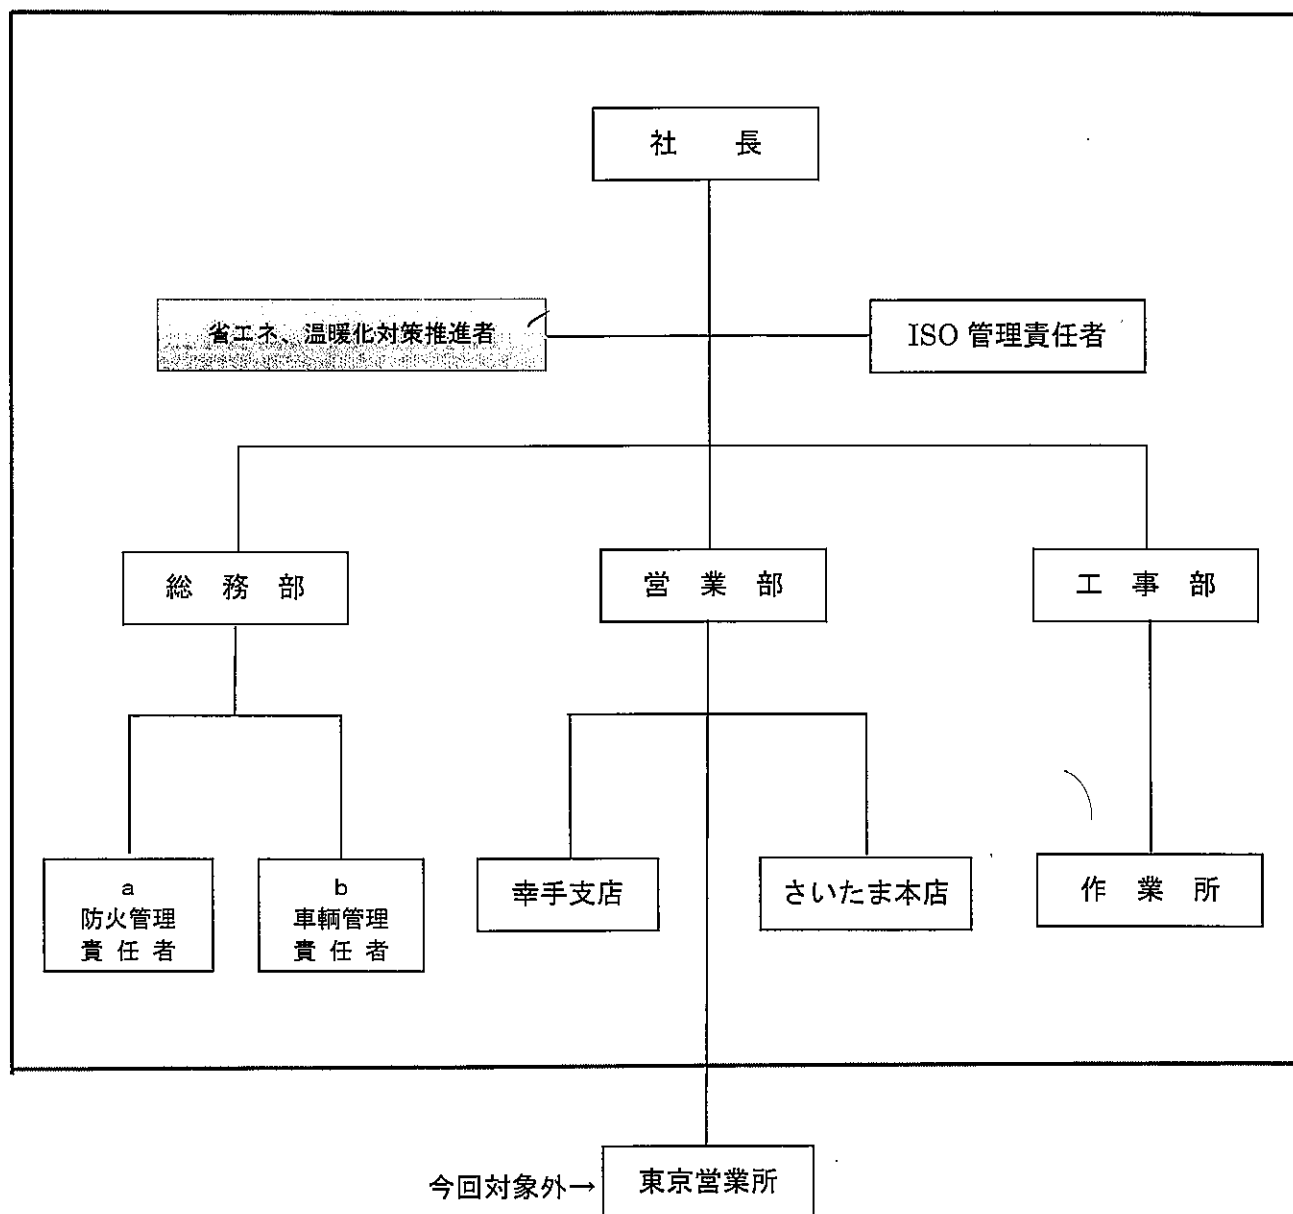 社長
省エネ、温暖化対策推進者
ISO 管理責任者
総務部
営業部
工事部
a
防火管理
責任者
b
車輌管理
責任者
幸手支店
さいたま本店
作業所
今回対象外→
東京営業所